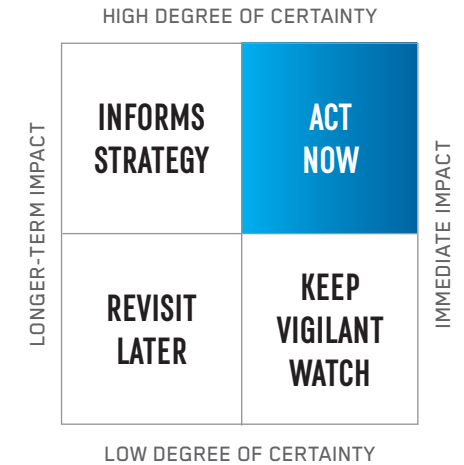 HIGH DEGREE OF CERTAINTY
LONGER-TERM IMPACT
INFORMS
STRATEGY
ACT
NOW
IMMEDIATE IMPACT
REVISIT
LATER
KEEP
VIGILANT
WATCH
LOW DEGREE OF CERTAINTY